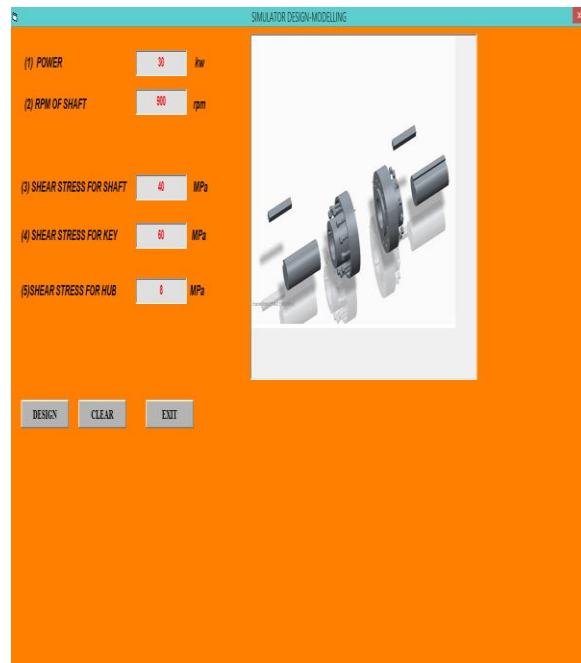 SIMULATOR DESIGN-MODELLING
x
(1) POWER 30 kw
(2) RPM OF SHAFT 900 rpm
(3) SHEAR STRESS FOR SHAFT 40 MPa
(4) SHEAR STRESS FOR KEY 60 MPa
(5)SHEAR STRESS FOR HUB 8 MPa
DESIGN CLEAR EXIT